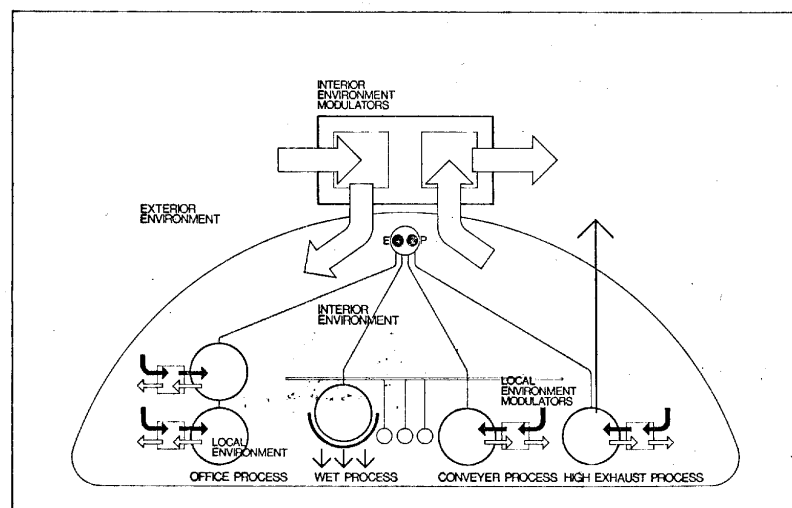 INTERIOR
ENVIRONMENT
MODULATORS
EXTERIOR
ENVIRONMENT
E P
INTERIOR
ENVIRONMENT
LOCAL
ENVIRONMENT
MODULATORS
LOCAL
ENVIRONMENT
OFFICE PROCESS WET PROCESS CONVEYER PROCESS HIGH EXHAUST PROCESS